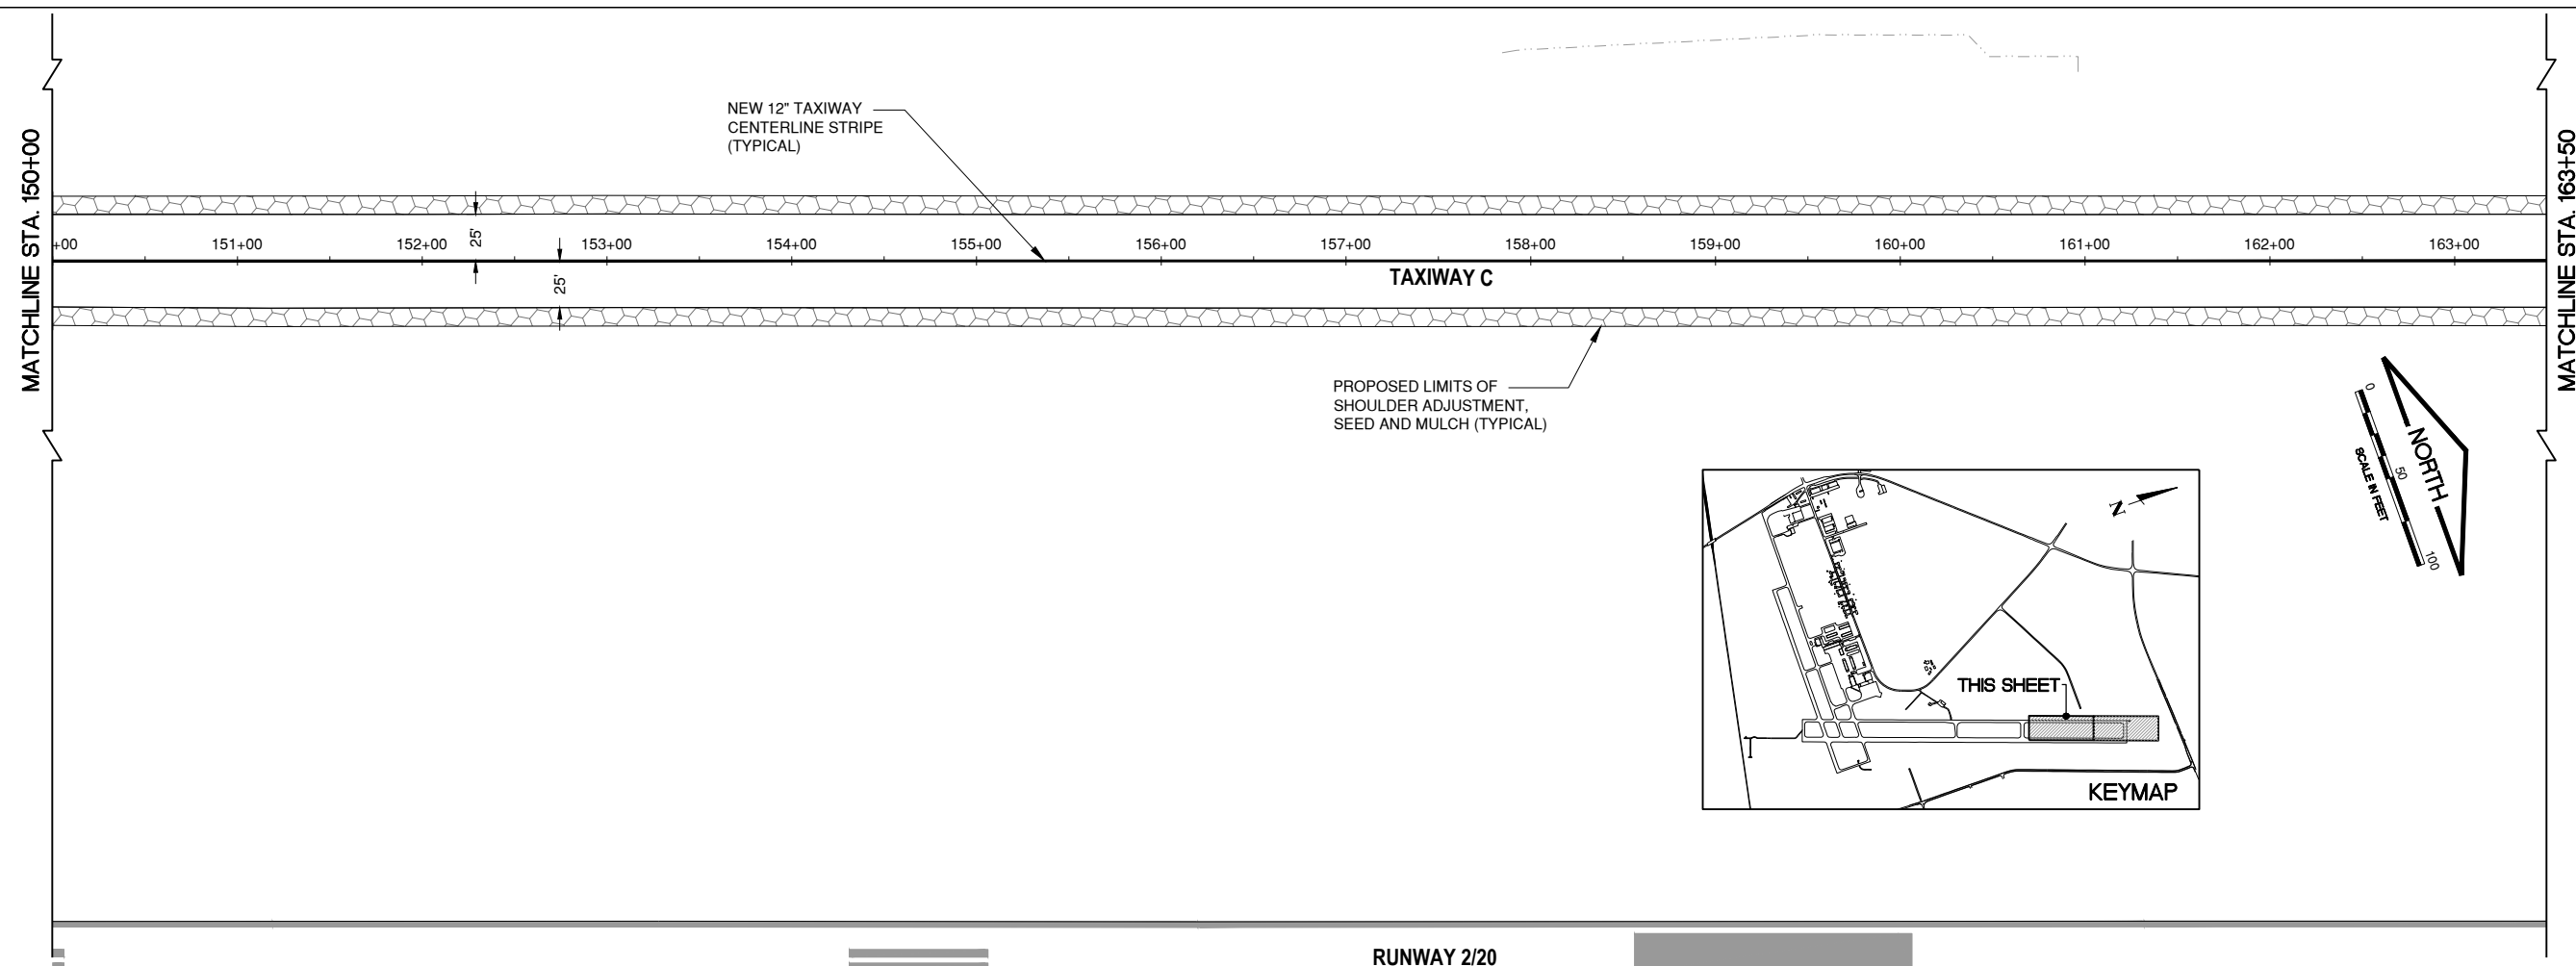 MATCHLINE STA. 150+00
NEW 12" TAXIWAY
CENTERLINE STRIPE
(TYPICAL)
+00
151+00
152+00
25'
153+00
154+00
155+00
156+00
157+00
158+00
159+00
160+00
161+00
162+00
163+00
25'
TAXIWAY C
MATCHLINE STA. 163+50
PROPOSED LIMITS OF
SHOULDER ADJUSTMENT,
SEED AND MULCH (TYPICAL)
0
50
100
SCALE IN FEET
NORTH
N
THIS SHEET
KEYMAP
RUNWAY 2/20